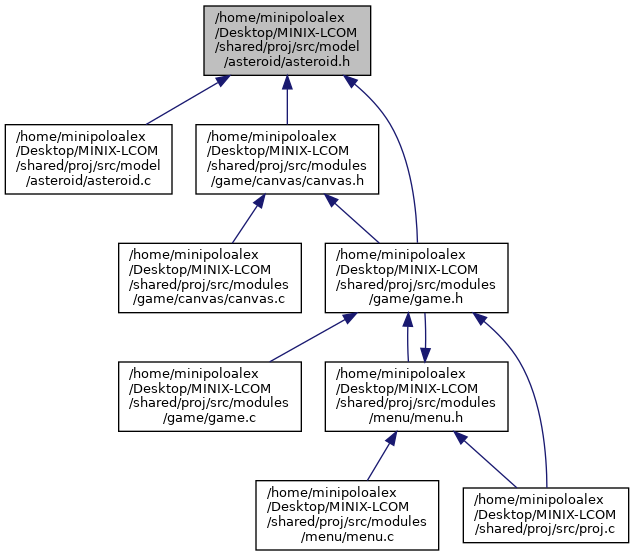 /home/minipoloalex
/Desktop/MINIX-LCOM
/shared/proj/src/model
/asteroid/asteroid.h
/home/minipoloalex
/Desktop/MINIX-LCOM
/shared/proj/src/model
/asteroid/asteroid.c
/home/minipoloalex
/Desktop/MINIX-LCOM
/shared/proj/src/modules
/game/canvas/canvas.h
/home/minipoloalex
/Desktop/MINIX-LCOM
/shared/proj/src/modules
/game/canvas/canvas.c
/home/minipoloalex
/Desktop/MINIX-LCOM
/shared/proj/src/modules
/game/game.h
/home/minipoloalex
/Desktop/MINIX-LCOM
/shared/proj/src/modules
/game/game.c
/home/minipoloalex
/Desktop/MINIX-LCOM
/shared/proj/src/modules
/menu/menu.h
/home/minipoloalex
/Desktop/MINIX-LCOM
/shared/proj/src/modules
/menu/menu.c
/home/minipoloalex
/Desktop/MINIX-LCOM
/shared/proj/src/proj.c